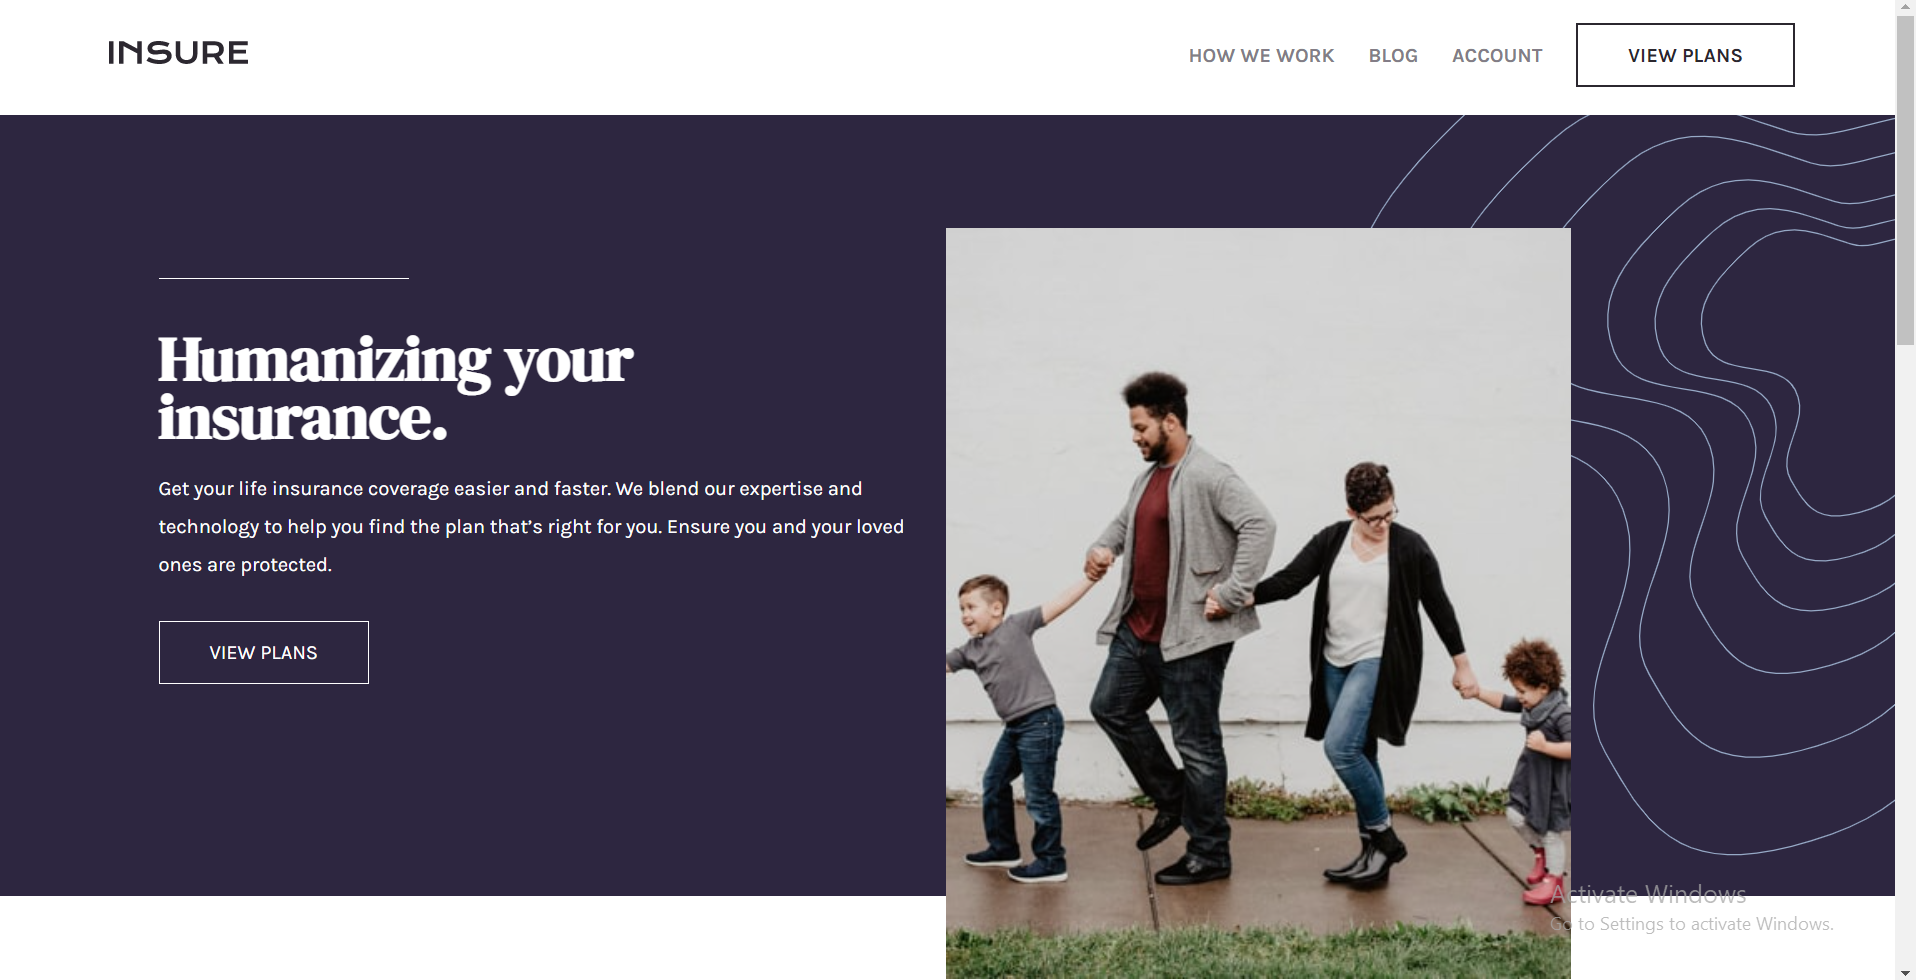 INSURE
HOW WE WORK BLOG ACCOUNT VIEW PLANS
Humanizing your
insurance.
Get your life insurance coverage easier and faster. We blend our expertise and
technology to help you find the plan that’s right for you. Ensure you and your loved
ones are protected.
VIEW PLANS
Activate Windows
Go to Settings to activate Windows.